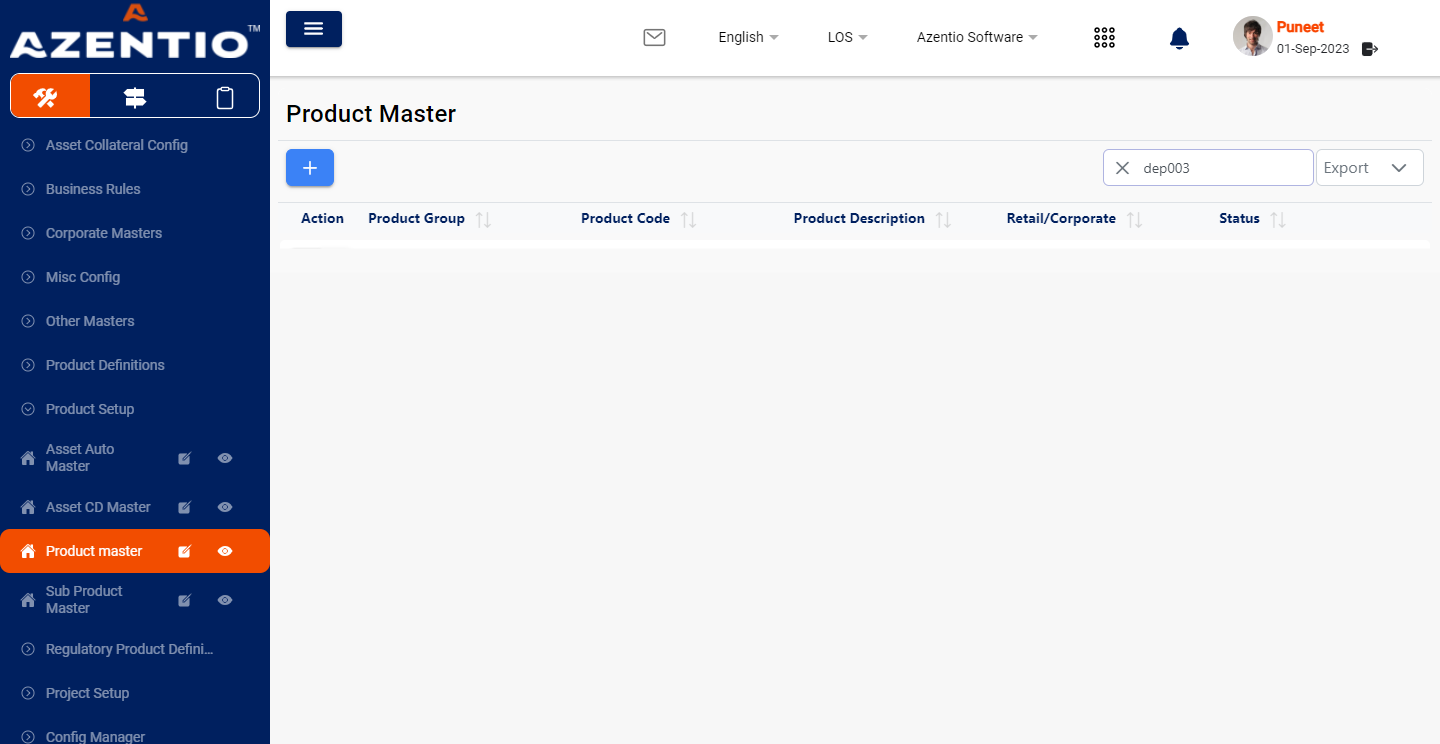 AZENTIO™
English
LOS
Azentio Software
Puneet
01-Sep-2023
Asset Collateral Config
Business Rules
Corporate Masters
Misc Config
Other Masters
Product Definitions
Product Setup
Asset Auto
Master
Asset CD Master
Product master
Sub Product
Master
Regulatory Product Defini...
Project Setup
Config Manager
Product Master
dep003
Export
Action Product Group Product Code Product Description Retail/Corporate Status